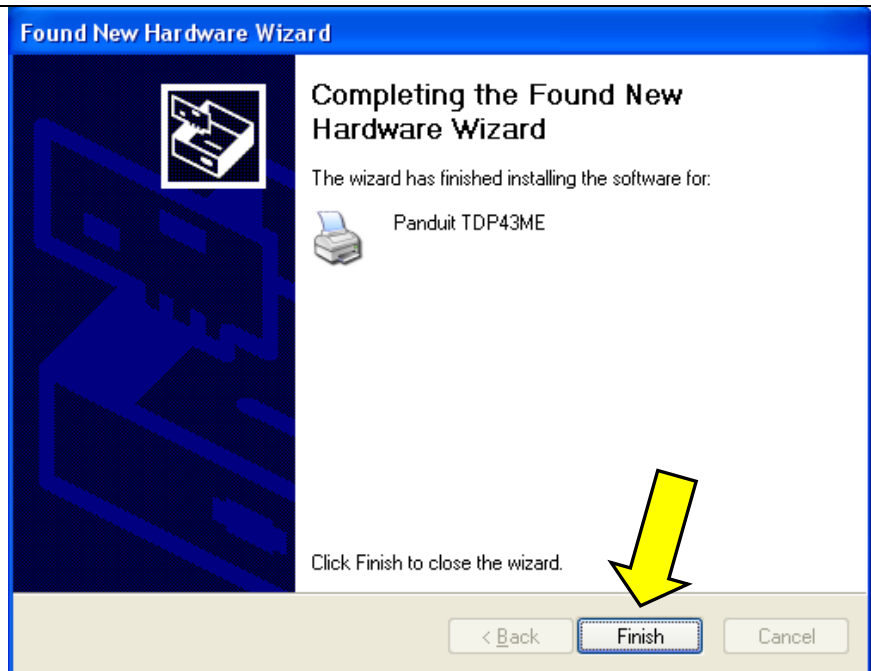 Found New Hardware Wizard
Completing the Found New
Hardware Wizard
The wizard has finished installing the software for:
Panduit TDP43ME
Click Finish to close the wizard.
< Back
Finish
Cancel